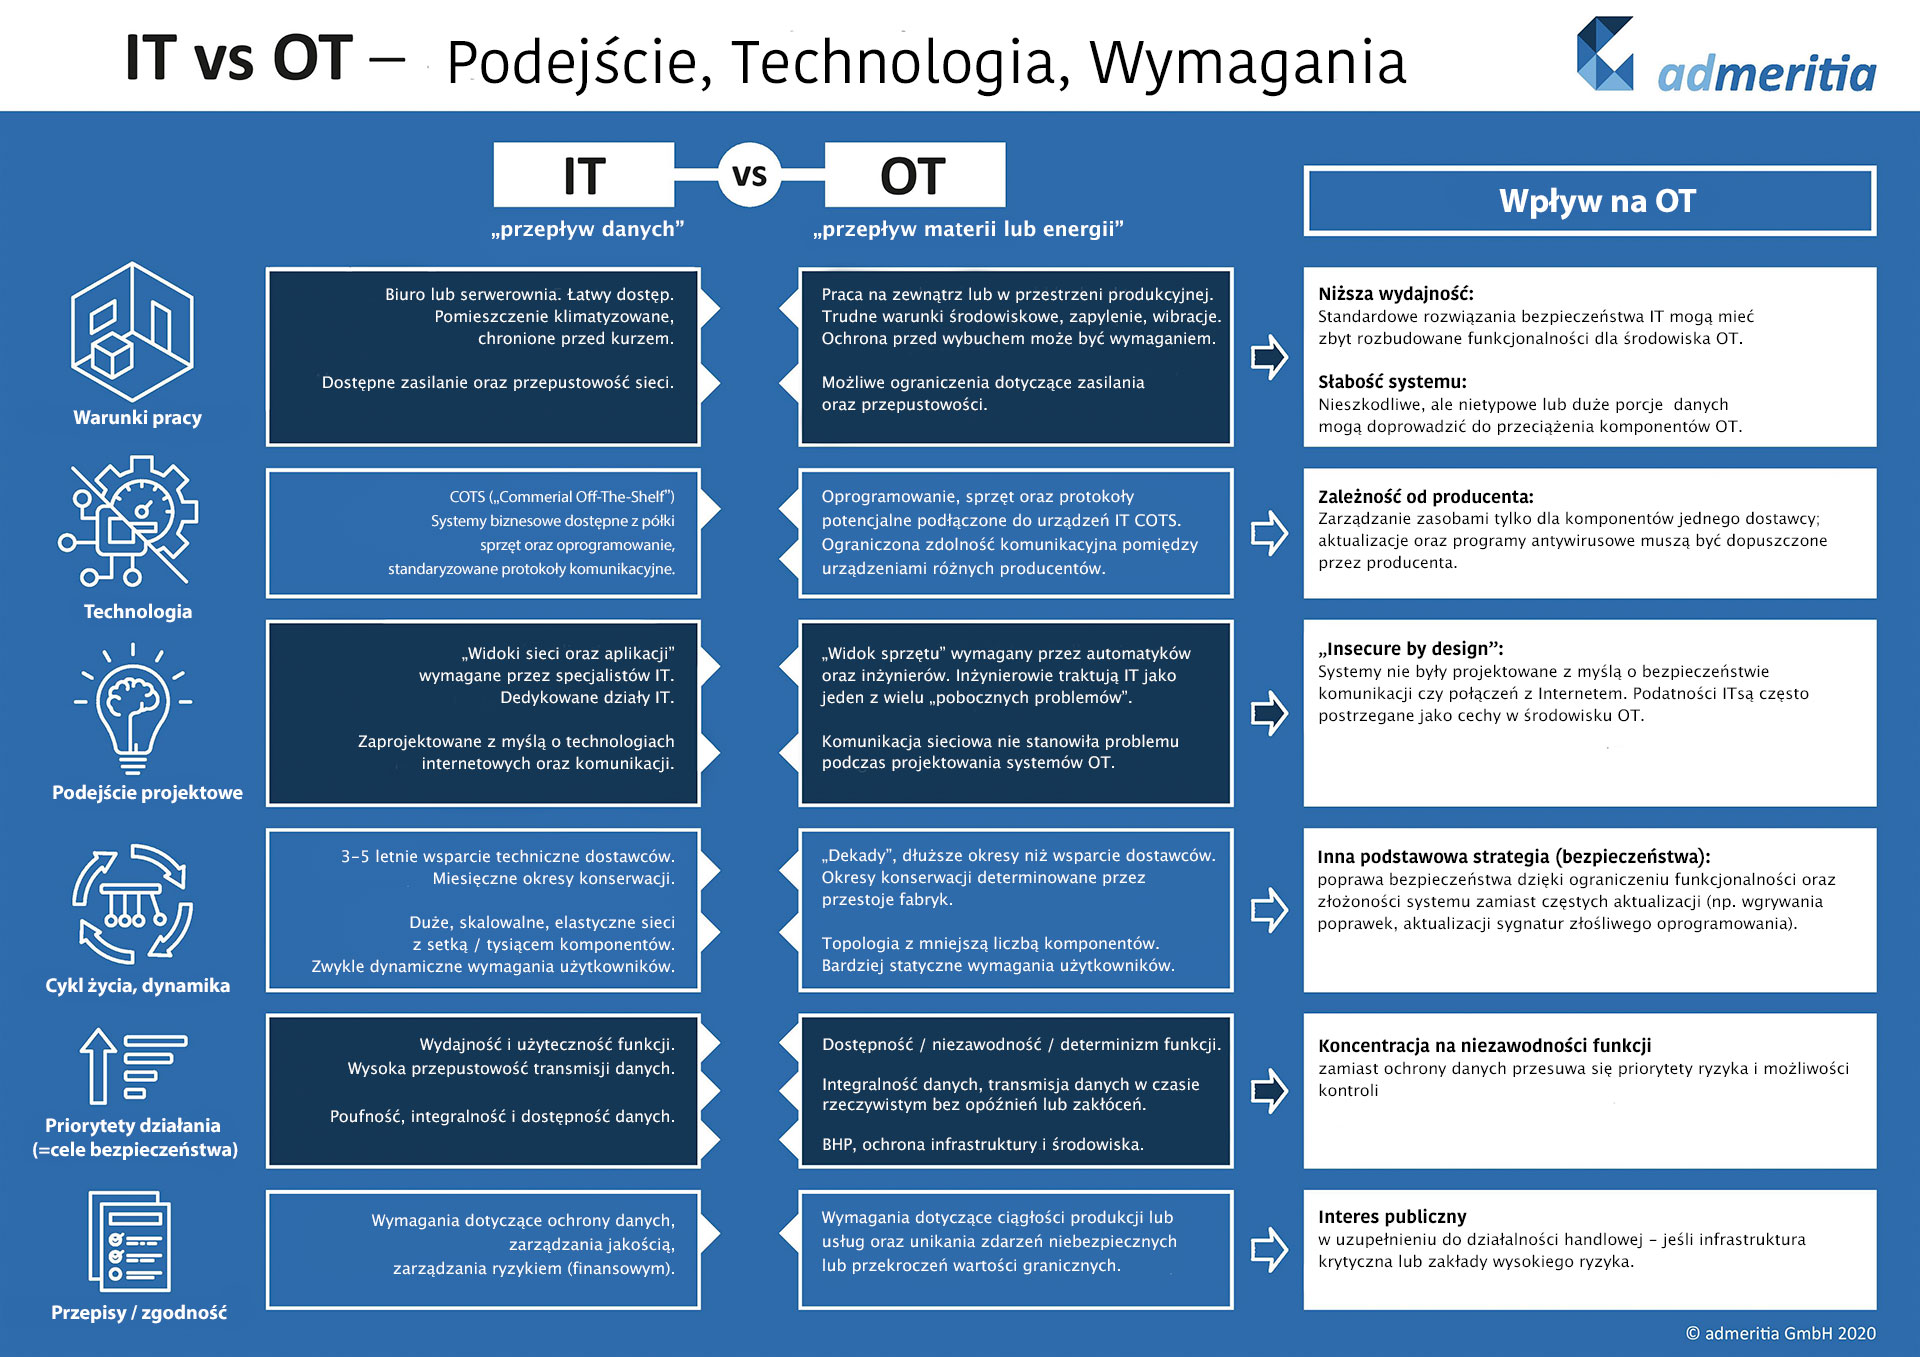 IT vs OT – Podejście, Technologia, Wymagania
admeritia
IT
vs
OT
„przepływ danych”
„przepływ materii lub energii”
Wpływ na OT
Warunki pracy
Biuro lub serwerownia. Łatwy dostęp.
Pomieszczenie klimatyzowane,
chronione przed kurzem.
Dostępne zasilanie oraz przepustowość sieci.
Praca na zewnątrz lub w przestrzeni produkcyjnej.
Trudne warunki środowiskowe, zapylenie, wibracje.
Ochrona przed wybuchem może być wymaganiem.
Możliwe ograniczenia dotyczące zasilania
oraz przepustowości.
Niższa wydajność:
Standardowe rozwiązania bezpieczeństwa IT mogą mieć
zbyt rozbudowane funkcjonalności dla środowiska OT.
Słabość systemu:
Nieszkodliwe, ale nietypowe lub duże porcje danych
mogą doprowadzić do przeciążenia komponentów OT.
Technologia
COTS („Commerial Off-The-Shelf”)
Systemy biznesowe dostępne z półki
sprzęt oraz oprogramowanie,
standaryzowane protokoły komunikacyjne.
Oprogramowanie, sprzęt oraz protokoły
potencjalne podłączone do urządzeń IT COTS.
Ograniczona zdolność komunikacyjna pomiędzy
urządzeniami różnych producentów.
Zależność od producenta:
Zarządzanie zasobami tylko dla komponentów jednego dostawcy;
aktualizacje oraz programy antywirusowe muszą być dopuszczone
przez producenta.
Podejście projektowe
„Widoki sieci oraz aplikacji”
wymagane przez specjalistów IT.
Dedykowane działy IT.
Zaprojektowane z myślą o technologiach
internetowych oraz komunikacji.
„Widok sprzętu” wymagany przez automatyków
oraz inżynierów. Inżynierowie traktują IT jako
jeden z wielu „pobocznych problemów”.
Komunikacja sieciowa nie stanowiła problemu
podczas projektowania systemów OT.
„Insecure by design”:
Systemy nie były projektowane z myślą o bezpieczeństwie
komunikacji czy połączeń z Internetem. Podatności ITsą często
postrzegane jako cechy w środowisku OT.
Cykl życia, dynamika
3-5 letnie wsparcie techniczne dostawców.
Miesięczne okresy konserwacji.
Duże, skalowalne, elastyczne sieci
z setką / tysiącem komponentów.
Zwykle dynamiczne wymagania użytkowników.
„Dekady”, dłuższe okresy niż wsparcie dostawców.
Okresy konserwacji determinowane przez
przestoje fabryk.
Topologia z mniejszą liczbą komponentów.
Bardziej statyczne wymagania użytkowników.
Inna podstawowa strategia (bezpieczeństwa):
poprawa bezpieczeństwa dzięki ograniczeniu funkcjonalności oraz
złożoności systemu zamiast częstych aktualizacji (np. wgrywania
poprawek, aktualizacji sygnatur złośliwego oprogramowania).
Priorytety działania
(=cele bezpieczeństwa)
Wydajność i użyteczność funkcji.
Wysoka przepustowość transmisji danych.
Poufność, integralność i dostępność danych.
Dostępność / niezawodność / determinizm funkcji.
Integralność danych, transmisja danych w czasie
rzeczywistym bez opóźnień lub zakłóceń.
BHP, ochrona infrastruktury i środowiska.
Koncentracja na niezawodności funkcji
zamiast ochrony danych przesuwa się priorytety ryzyka i możliwości
kontroli
Przepisy / zgodność
Wymagania dotyczące ochrony danych,
zarządzania jakością,
zarządzania ryzykiem (finansowym).
Wymagania dotyczące ciągłości produkcji lub
usług oraz unikania zdarzeń niebezpiecznych
lub przekroczeń wartości granicznych.
Interes publiczny
w uzupełnieniu do działalności handlowej – jeśli infrastruktura
krytyczna lub zakłady wysokiego ryzyka.
© admeritia GmbH 2020